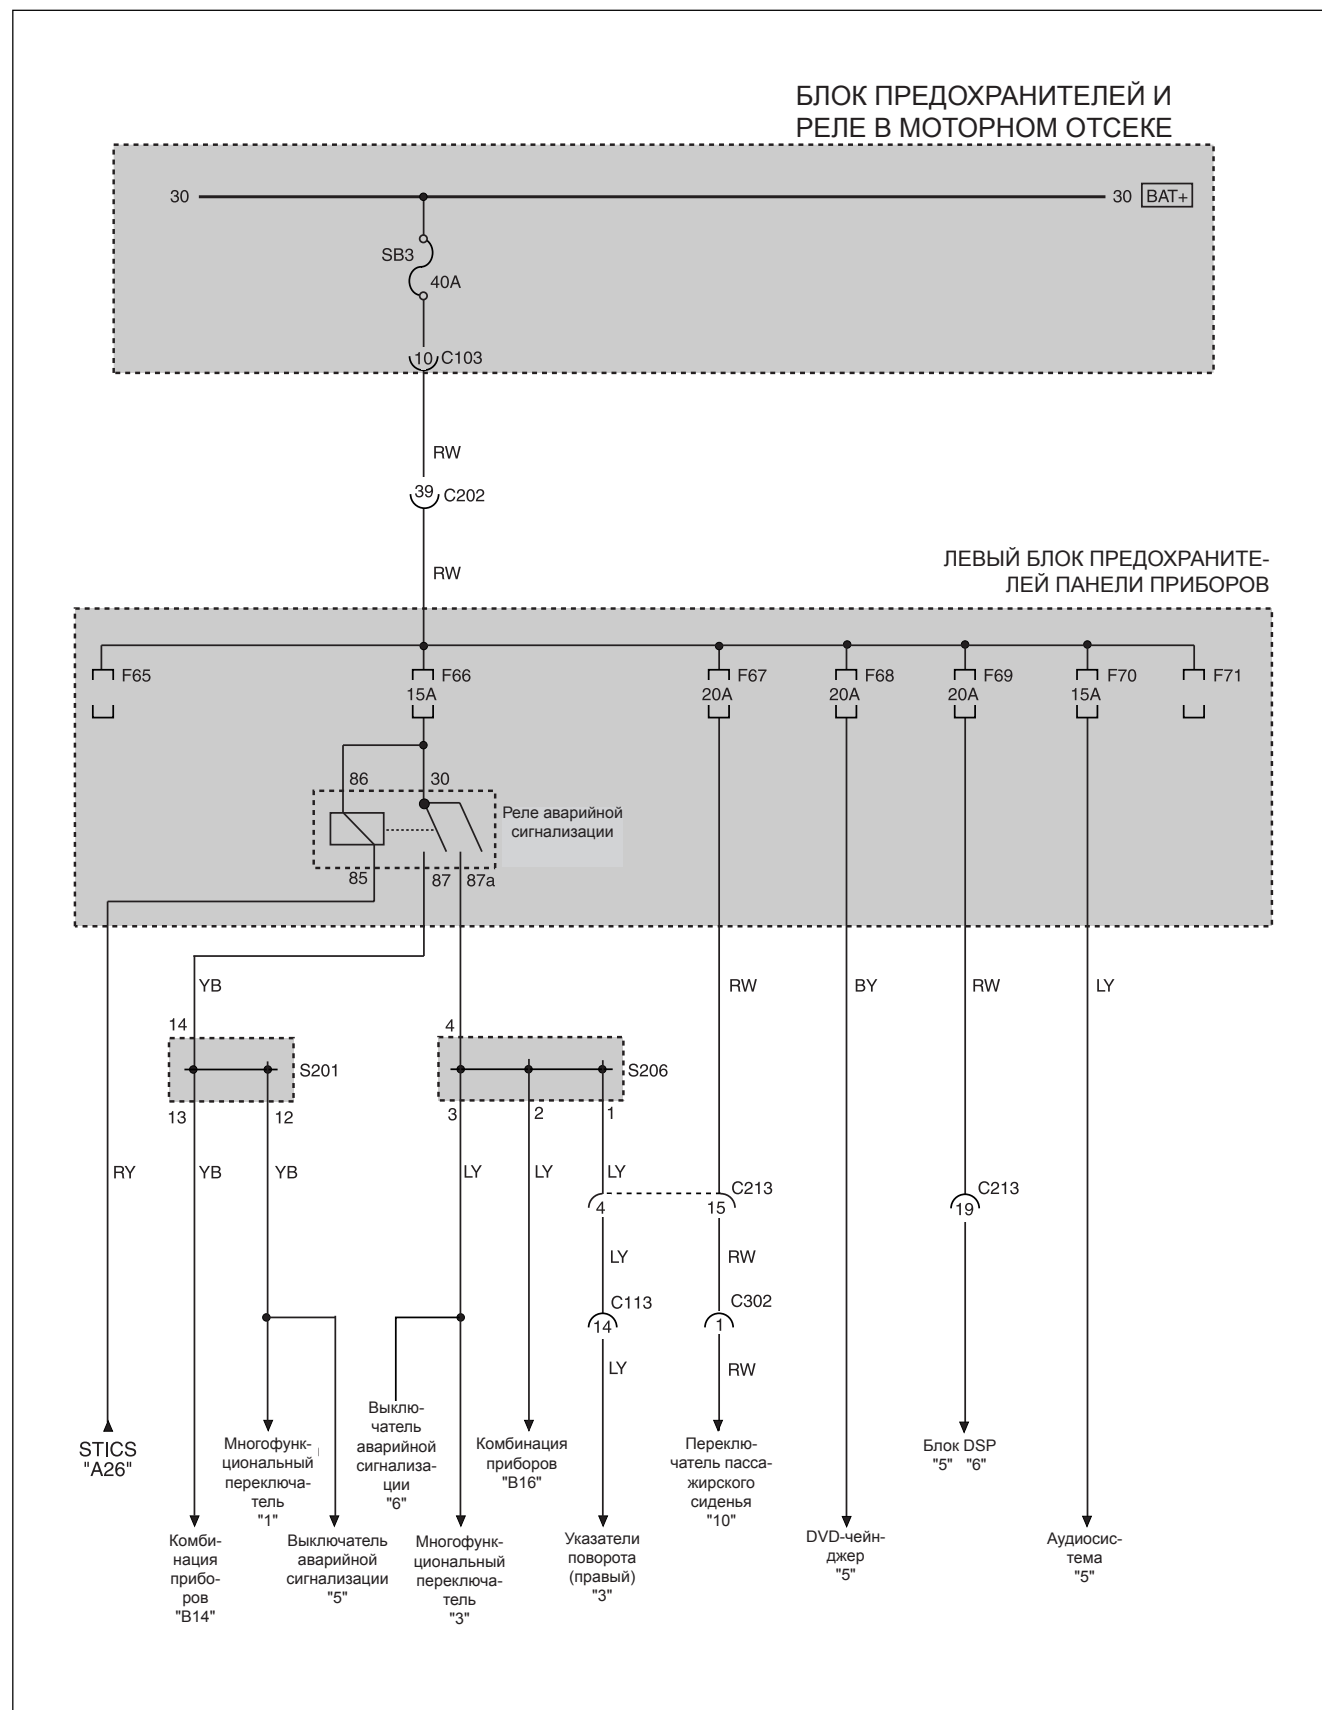 БЛОК ПРЕДОХРАНИТЕЛЕЙ И
РЕЛЕ В МОТОРНОМ ОТСЕКЕ
30
30 BAT+
SB3
40A
10 C103
RW
39 C202
RW
ЛЕВЫЙ БЛОК ПРЕДОХРАНИТЕ-
ЛЕЙ ПАНЕЛИ ПРИБОРОВ
F65
F66
15A
F67
20A
F68
20A
F69
20A
F70
15A
F71
86
30
Реле аварийной
сигнализации
85
87
87a
YB
RW
BY
RW
LY
14
4
S201
S206
13
12
3
2
1
RY
YB
YB
LY
LY
LY
C213
4
15
C213
19
LY
RW
C113
14
C302
1
LY
RW
STICS
"A26"
Многофунк-
циональный
переключа-
тель
"1"
Выклю-
чатель
аварийной
сигнализа-
ции
"6"
Комбинация
приборов
"B16"
Переклю-
чатель пасса-
жирского
сиденья
"10"
Блок DSP
"5" "6"
Комби-
нация
прибо-
ров
"B14"
Выключатель
аварийной
сигнализации
"5"
Многофунк-
циональный
переключа-
тель
"3"
Указатели
поворота
(правый)
"3"
DVD-чейн-
джер
"5"
Аудиосис-
тема
"5"